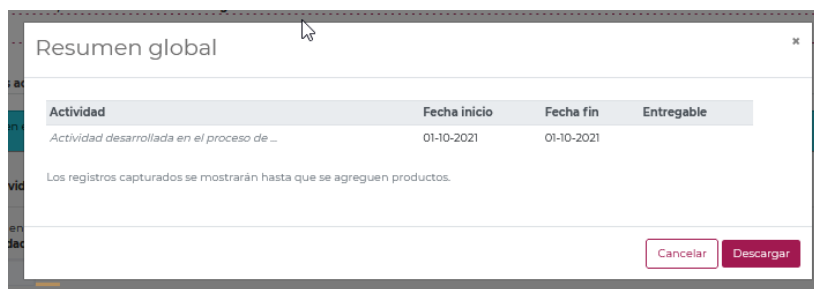 Resumen global
×
Actividad Fecha inicio Fecha fin Entregable
Actividad desarrollada en el proceso de ... 01-10-2021 01-10-2021
Los registros capturados se mostrarán hasta que se agreguen productos.
Cancelar Descargar